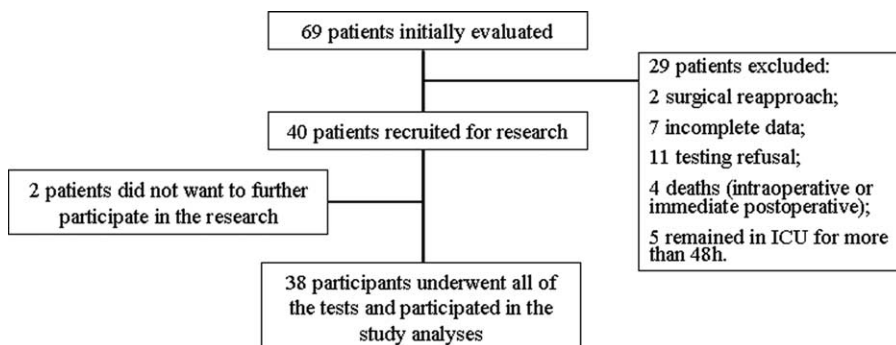 69 patients initially evaluated
29 patients excluded:
2 surgical reapproach;
7 incomplete data;
11 testing refusal;
4 deaths (intraoperative or
immediate postoperative);
5 remained in ICU for more
than 48h.
40 patients recruited for research
2 patients did not want to further
participate in the research
38 participants underwent all of
the tests and participated in the
study analyses